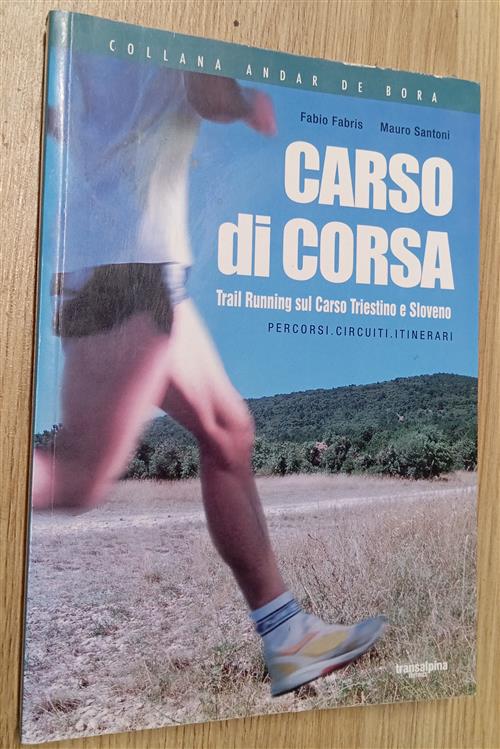 COLLANA ANDAR DE BORA
Fabio Fabris Mauro Santoni
CARSO
di CORSA
Trail Running sul Carso Triestino e Sloveno
PERCORSI.CIRCUITI.ITINERARI
transalpina